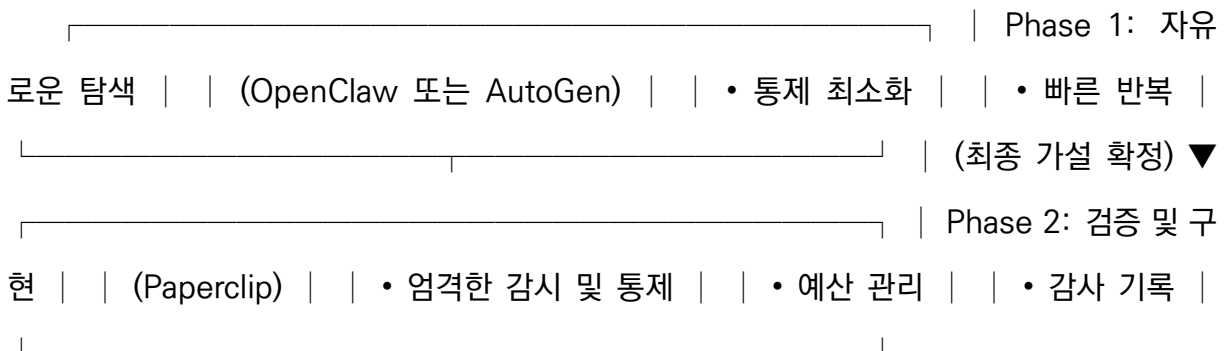 ┌─────────────────────────────────────────┐ │ Phase 1: 자유
로운 탐색 │ │ (OpenClaw 또는 AutoGen) │ │ • 통제 최소화 │ │ • 빠른 반복 │
└────────────────────┬────────────────────┘ │ (최종 가설 확정) ▼
┌─────────────────────────────────────────┐ │ Phase 2: 검증 및 구
현 │ │ (Paperclip) │ │ • 엄격한 감시 및 통제 │ │ • 예산 관리 │ │ • 감사 기록 │
└─────────────────────────────────────────┘